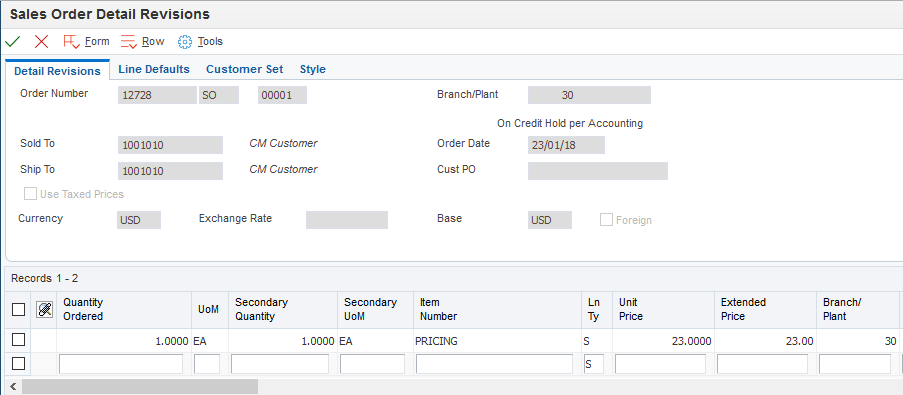 Sales Order Detail Revisions
Form Row Tools
Detail Revisions Line Defaults Customer Set Style
Order Number 12728 SO 00001 Branch/Plant 30
On Credit Hold per Accounting
Sold To 1001010 CM Customer Order Date 23/01/18
Ship To 1001010 CM Customer Cust PO
Use Taxed Prices
Currency USD Exchange Rate Base USD Foreign
Records 1 - 2
Quantity Ordered UoM Secondary Quantity Secondary UoM Item Number Ln Ty Unit Price Extended Price Branch/ Plant
1.0000 EA 1.0000 EA PRICING S 23.0000 23.00 30
S